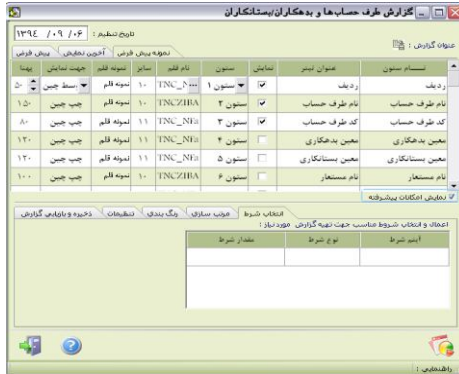 گزارش طرف حساب‌ها و بدهکاران/بستانکاران
تاریخ تنظیم : ۱۳۹۴ / ۰۹ / ۰۶
عنوان گزارش :
نمونه پیش فرض آخرین نمایش پیش فرض
نـــام ستون عنوان تیتر نمایش ستون نام قلم سایز نمونه قلم جهت نمایش پهنا
ردیف ردیف ستون ۱ ۱۰ نمونه قلم وسط چین ۵۰
نام طرف حساب نام طرف حساب ستون ۲ TNCZIBA ۱۰ نمونه قلم چپ چین ۱۵۰
کد طرف حساب کد طرف حساب ستون ۳ TNC_NFa ۱۱ نمونه قلم چپ چین ۸۰
معین بدهکاری معین بدهکاری ستون ۴ TNC_NFa ۱۱ نمونه قلم چپ چین ۱۲۰
معین بستانکاری معین بستانکاری ستون ۵ TNC_NFa ۱۱ نمونه قلم چپ چین ۱۲۰
نام مستعار نام مستعار ستون ۶ TNCZIBA ۱۰ نمونه قلم چپ چین ۱۰۰
نمایش امکانات پیشرفته
انتخاب شرط مرتب سازی رنگ بندی تنظیمات ذخیره و بازیابی گزارش
اعمال و انتخاب شروط مناسب جهت تهیه گزارش مورد نیاز :
آیتم شرط نوع شرط مقدار شرط
راهنمایی :